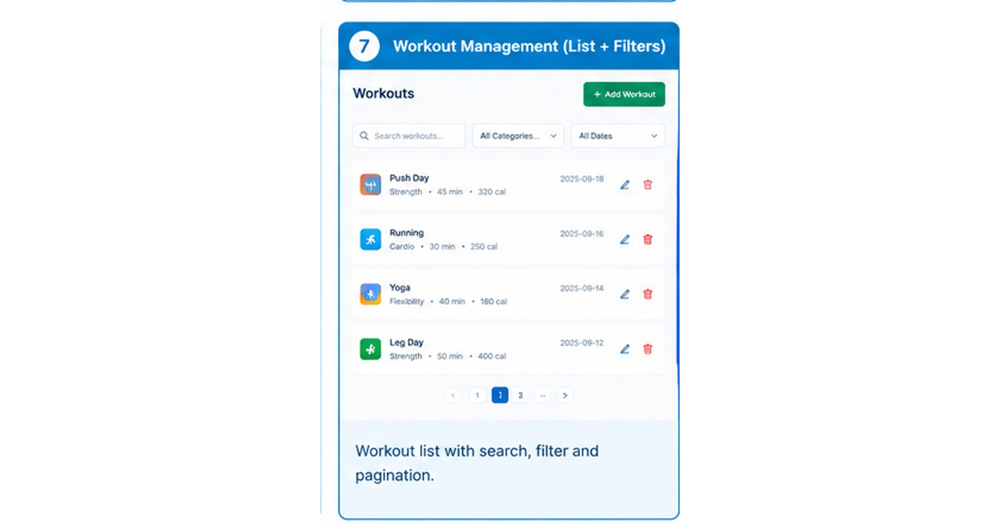 7 Workout Management (List + Filters)
Workouts
+ Add Workout
Search workouts...
All Categories...
All Dates
Push Day
2025-09-18
Strength • 45 min • 320 cal
Running
2025-09-16
Cardio • 30 min • 250 cal
Yoga
2005-09-14
40 min • 180 cal
Leg Day
2025-09-12
Strength • 50 min • 400 cal
< 1 3 >
Workout list with search, filter and
pagination.